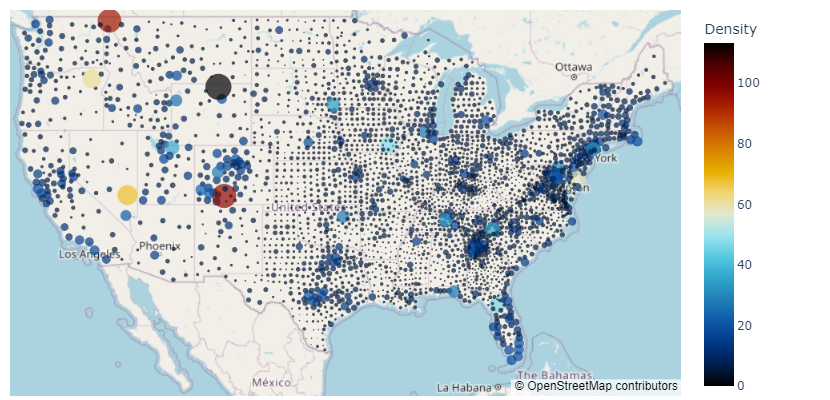 Density
Ottawa
100
80
York
60
United States
Phoenix
Los Angeles
40
20
México
The Bahamas
La Habana
© OpenStreetMap contributors
0